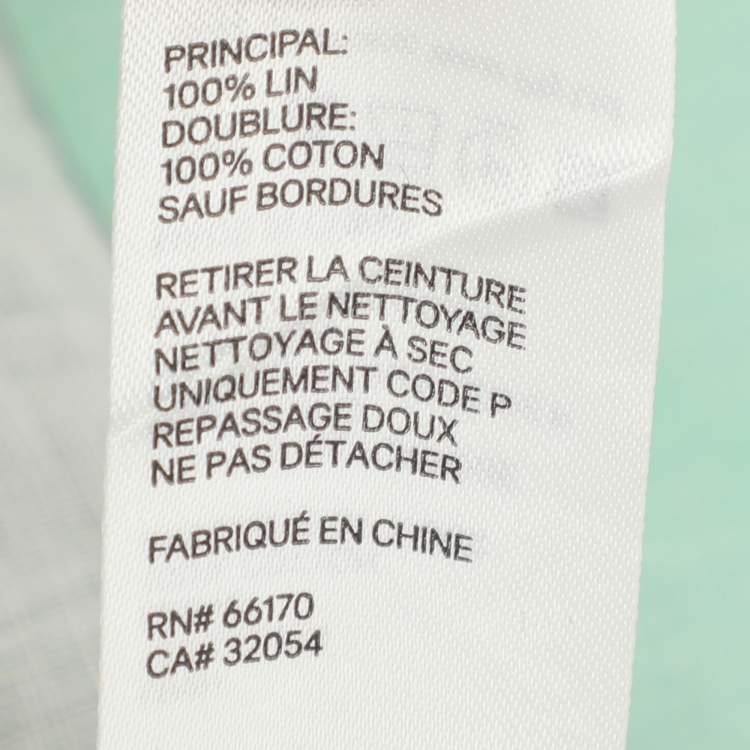 PRINCIPAL:
100% LIN
DOUBLURE:
100% COTON
SAUF BORDURES
RETIRER LA CEINTURE
AVANT LE NETTOYAGE
NETTOYAGE À SEC
UNIQUEMENT CODE P
REPASSAGE DOUX
NE PAS DÉTACHER
FABRIQUÉ EN CHINE
RN# 66170
CA# 32054